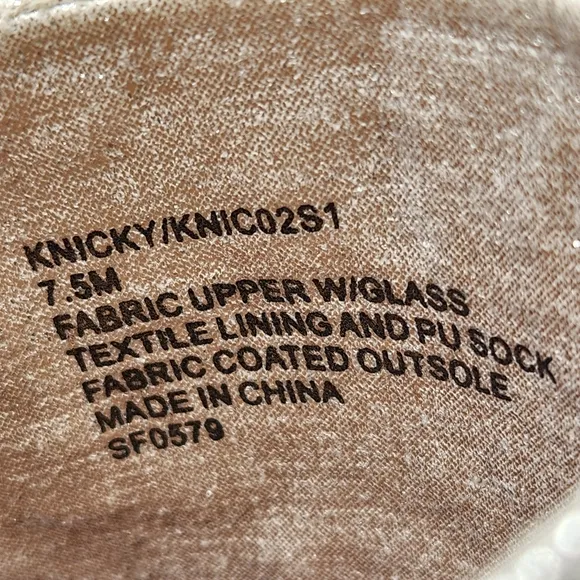 KNICKY/KNIC02S1
7.5M
FABRIC UPPER W/GLASS
TEXTILE LINING AND PU SOCK
FABRIC COATED OUTSOLE
MADE IN CHINA
SF0579